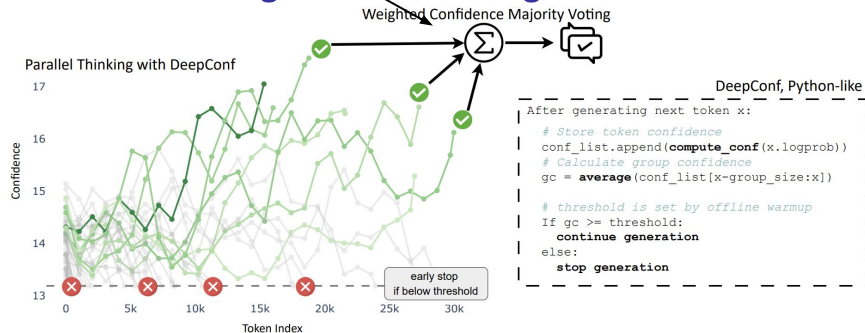 Weighted Confidence Majority Voting
Parallel Thinking with DeepConf
DeepConf, Python-like
Confidence
17
16
15
14
13
0
5k
10k
15k
20k
25k
30k
Token Index
early stop
if below threshold
After generating next token x:
# Store token confidence
conf_list.append(compute_conf(x.logprob))
# Calculate group confidence
gc = average(conf_list[x-group_size:x])
# threshold is set by offline warmup
If gc >= threshold:
continue generation
else:
stop generation